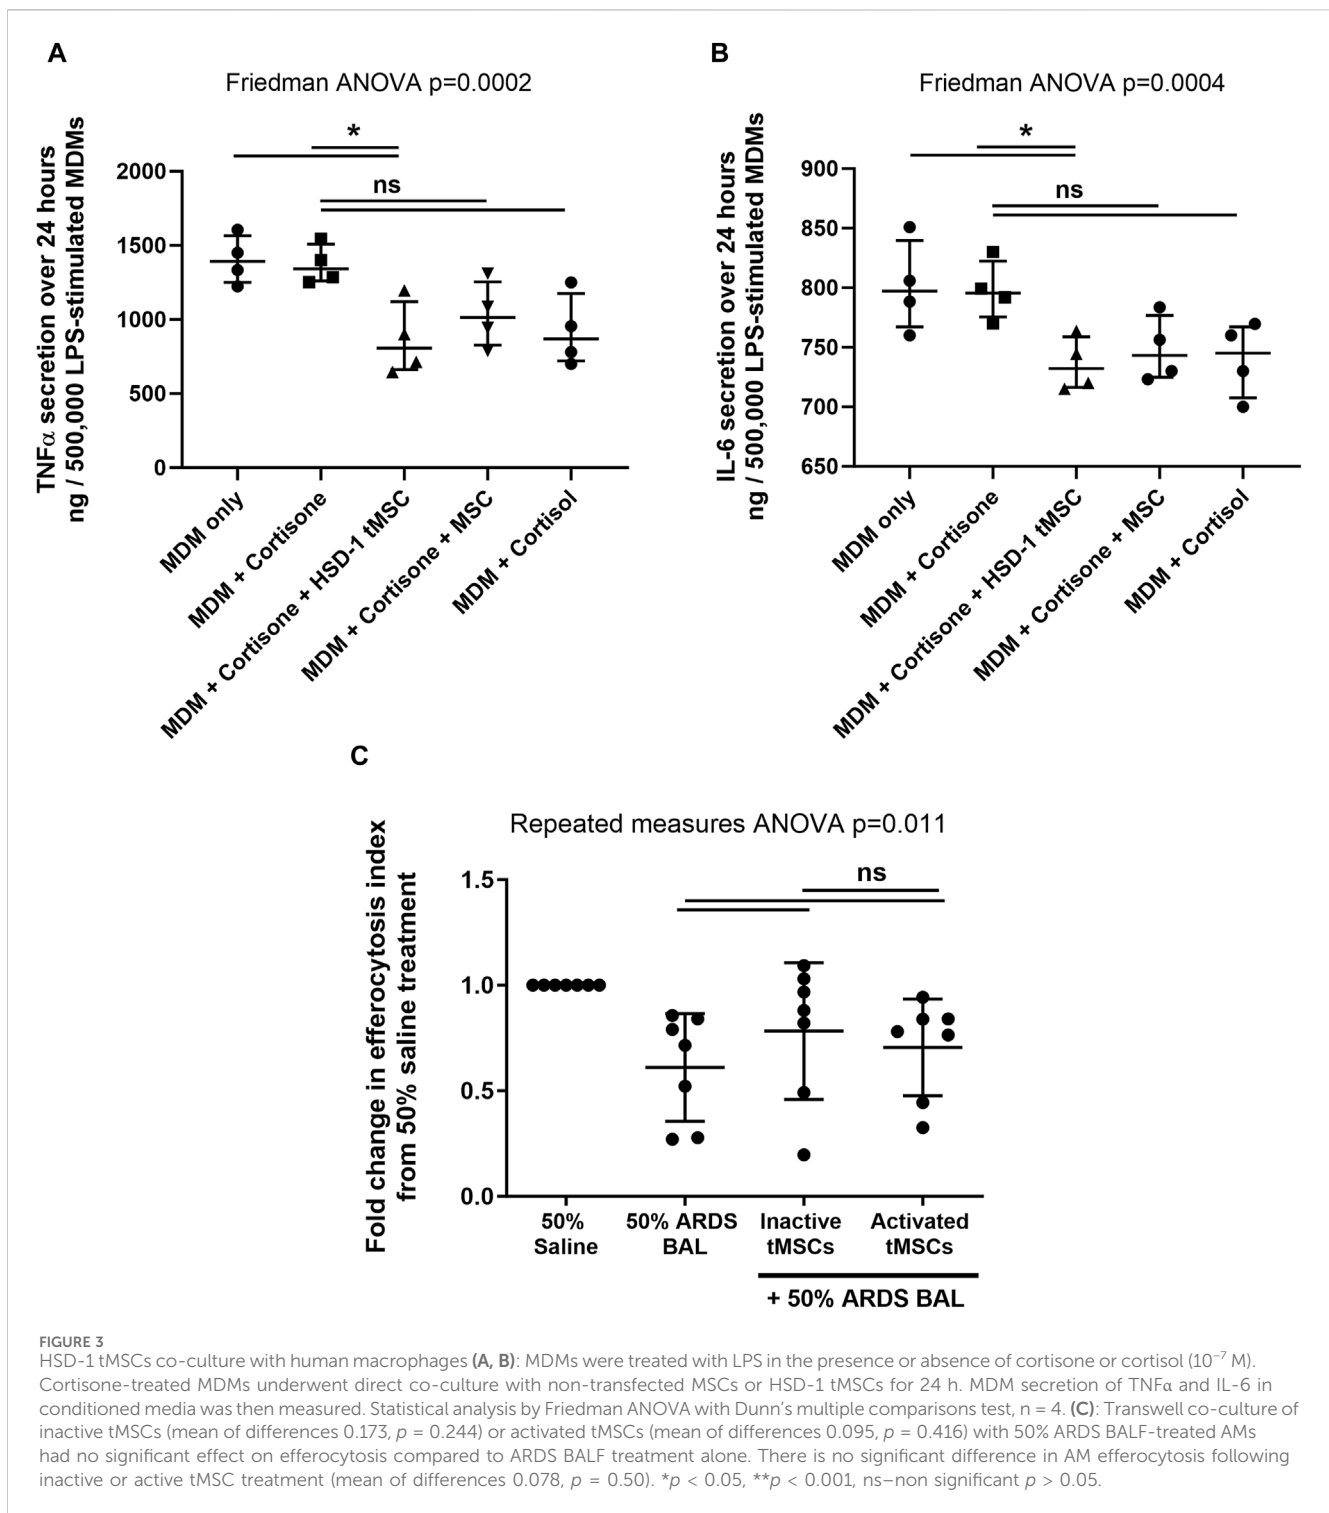 A
Friedman ANOVA p=0.0002
TNFα secretion over 24 hours
ng / 500,000 LPS-stimulated MDMs
*
ns
2000
1500
1000
500
0
MDM only
MDM + Cortisone
MDM + Cortisone + HSD-1 tMSC
MDM + Cortisone + MSC
MDM + Cortisol
B
Friedman ANOVA p=0.0004
IL-6 secretion over 24 hours
ng / 500,000 LPS-stimulated MDMs
*
ns
900
850
800
750
700
650
MDM only
MDM + Cortisone
MDM + Cortisone + HSD-1 tMSC
MDM + Cortisone + MSC
MDM + Cortisol
C
Repeated measures ANOVA p=0.011
Fold change in efferocytosis index
from 50% saline treatment
ns
1.5
1.0
0.5
0.0
50%
Saline
50% ARDS
BAL
Inactive
tMSCs
Activated
tMSCs
+ 50% ARDS BAL
FIGURE 3
HSD-1 tMSCs co-culture with human macrophages (A, B): MDMs were treated with LPS in the presence or absence of cortisone or cortisol (10⁻⁷ M).
Cortisone-treated MDMs underwent direct co-culture with non-transfected MSCs or HSD-1 tMSCs for 24 h. MDM secretion of TNFα and IL-6 in
conditioned media was then measured. Statistical analysis by Friedman ANOVA with Dunn's multiple comparisons test, n = 4. (C): Transwell co-culture of
inactive tMSCs (mean of differences 0.173, p = 0.244) or activated tMSCs (mean of differences 0.095, p = 0.416) with 50% ARDS BALF-treated AMs
had no significant effect on efferocytosis compared to ARDS BALF treatment alone. There is no significant difference in AM efferocytosis following
inactive or active tMSC treatment (mean of differences 0.078, p = 0.50). *p < 0.05, **p < 0.001, ns–non significant p > 0.05.